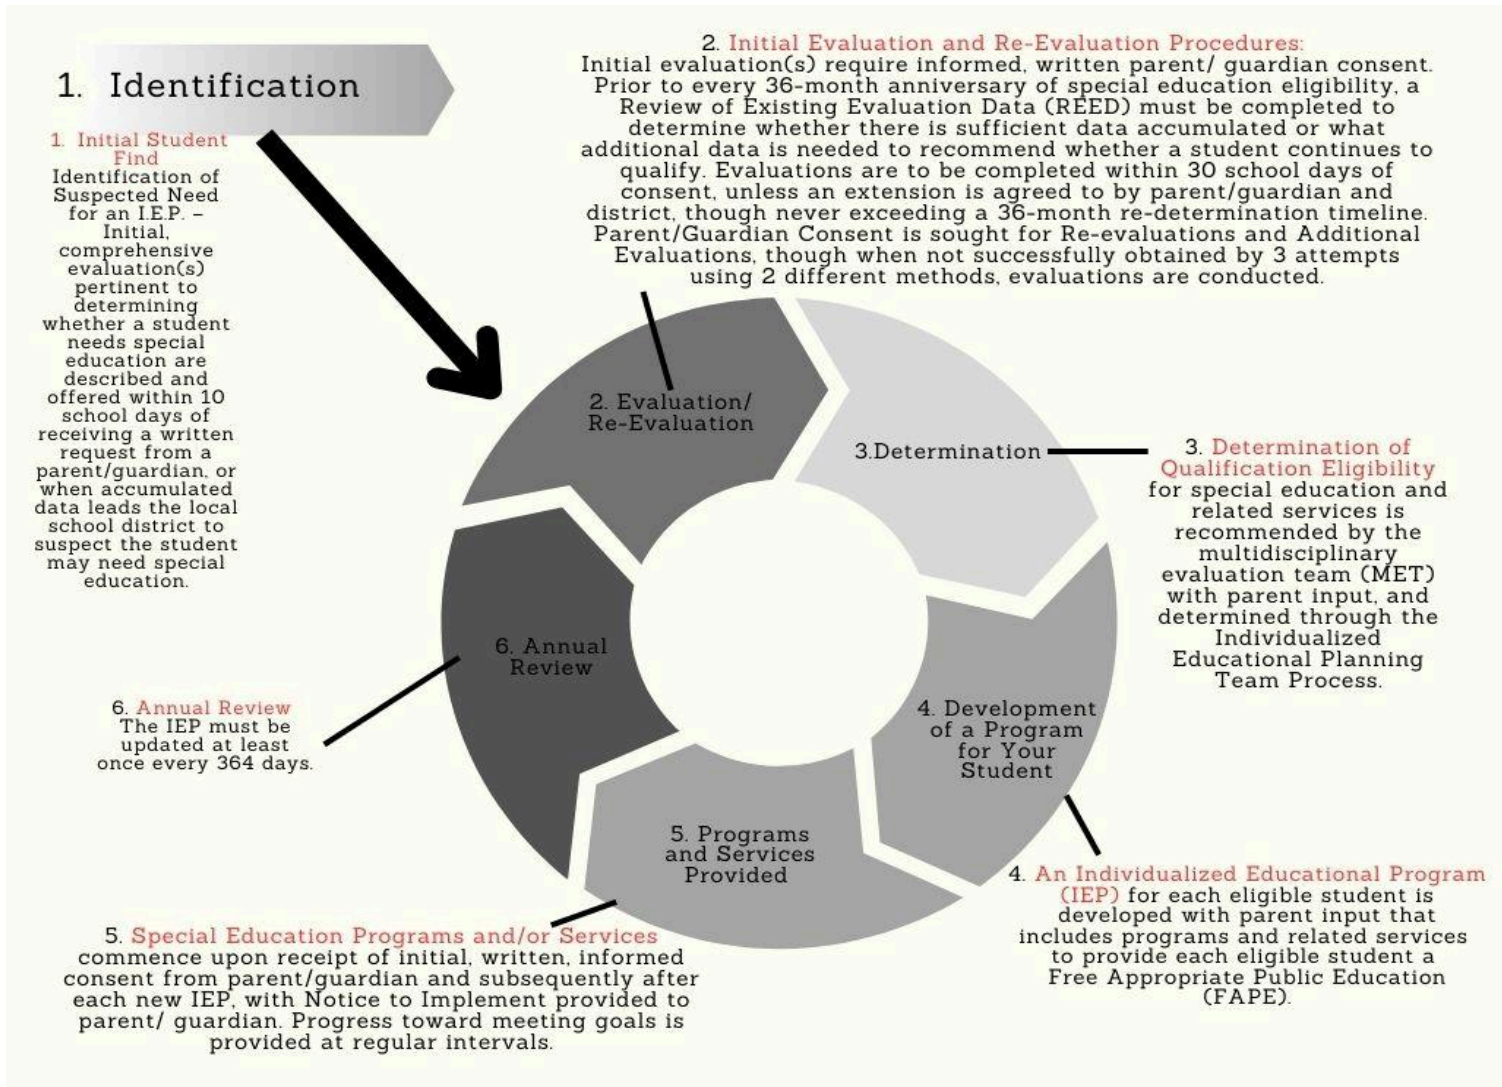 1. Identification
1. Initial Student
Find
Identification of
Suspected Need
for an I.E.P. –
Initial,
comprehensive
evaluation(s)
pertinent to
determining
whether a student
needs special
education are
described and
offered within 10
school days of
receiving a written
request from a
parent/guardian, or
when accumulated
data leads the local
school district to
suspect the student
may need special
education.
2. Initial Evaluation and Re-Evaluation Procedures:
Initial evaluation(s) require informed, written parent/ guardian consent.
Prior to every 36-month anniversary of special education eligibility, a
Review of Existing Evaluation Data (REED) must be completed to
determine whether there is sufficient data accumulated or what
additional data is needed to recommend whether a student continues to
qualify. Evaluations are to be completed within 30 school days of
consent, unless an extension is agreed to by parent/guardian and
district, though never exceeding a 36-month re-determination timeline.
Parent/Guardian Consent is sought for Re-evaluations and Additional
Evaluations, though when not successfully obtained by 3 attempts
using 2 different methods, evaluations are conducted.
2. Evaluation/
Re-Evaluation
3.Determination
3. Determination of
Qualification Eligibility
for special education and
related services is
recommended by the
multidisciplinary
evaluation team (MET)
with parent input, and
determined through the
Individualized
Educational Planning
Team Process.
4. Development
of a Program
for Your
Student
4. An Individualized Educational Program
(IEP) for each eligible student is
developed with parent input that
includes programs and related services
to provide each eligible student a
Free Appropriate Public Education
(FAPE).
5. Programs
and Services
Provided
5. Special Education Programs and/or Services
commence upon receipt of initial, written, informed
consent from parent/guardian and subsequently after
each new IEP, with Notice to Implement provided to
parent/ guardian. Progress toward meeting goals is
provided at regular intervals.
6. Annual
Review
6. Annual Review
The IEP must be
updated at least
once every 364 days.